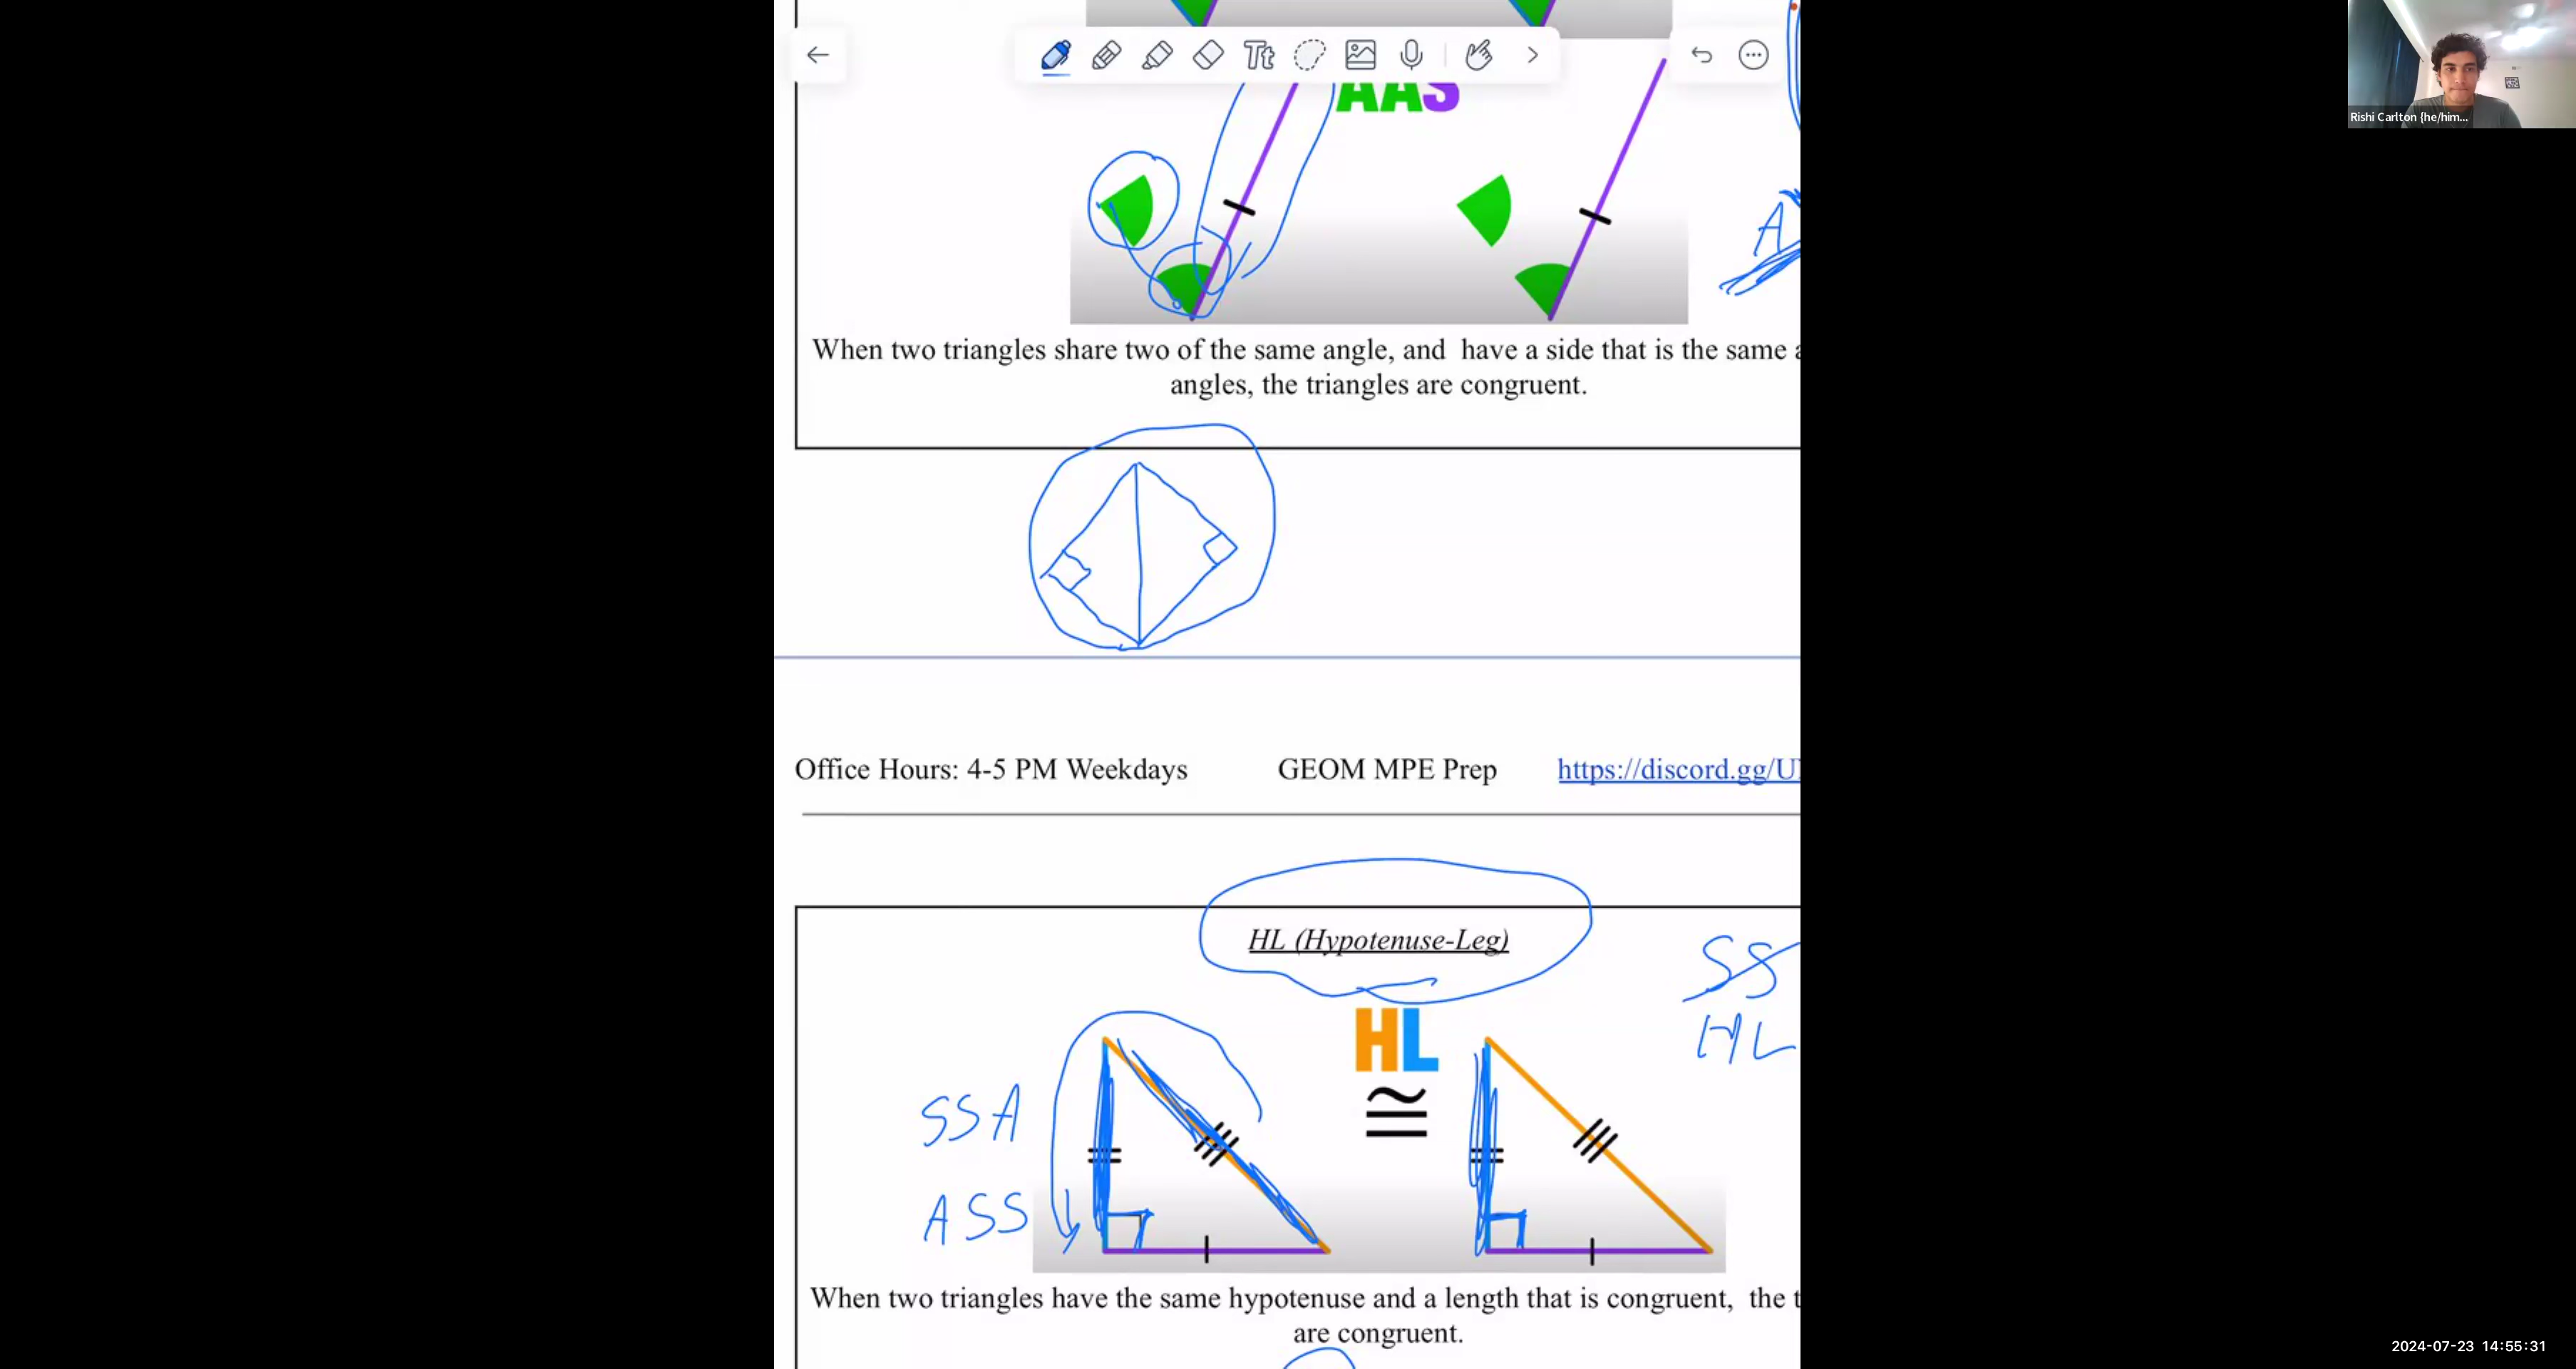 Tt
AAS
Rishi Carlton {he/him...
A
When two triangles share two of the same angle, and have a side that is the same a
angles, the triangles are congruent.
Office Hours: 4-5 PM Weekdays GEOM MPE Prep https://discord.gg/U
HL (Hypotenuse-Leg)
SS
HL
HL
≅
SSA
ASS
When two triangles have the same hypotenuse and a length that is congruent, the t
are congruent.
2024-07-23 14:55:31